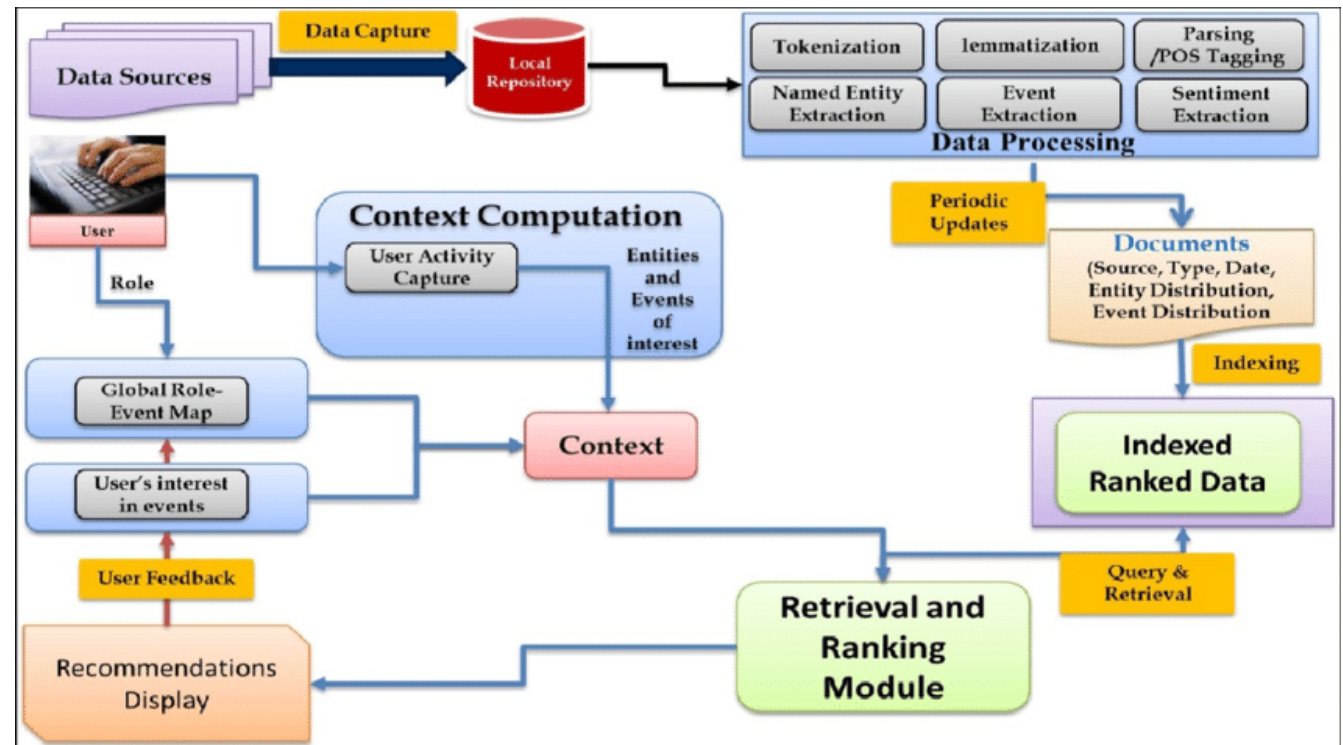 Data Sources
Data Capture
Local
Repository
Tokenization
lemmatization
Parsing
/POS Tagging
Named Entity
Extraction
Event
Extraction
Sentiment
Extraction
Data Processing
User
Role
Context Computation
User Activity
Capture
Entities
and
Events
of
interest
Periodic
Updates
Documents
(Source, Type, Date,
Entity Distribution,
Event Distribution
Indexing
Global Role-
Event Map
User's interest
in events
Context
Indexed
Ranked Data
User Feedback
Query &
Retrieval
Retrieval and
Ranking
Module
Recommendations
Display